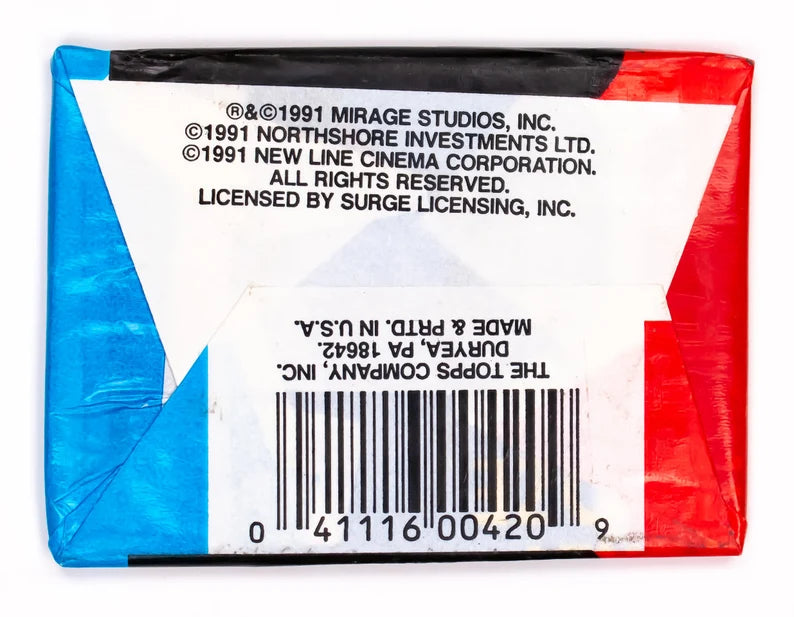 ®&©1991 MIRAGE STUDIOS, INC.
©1991 NORTHSHORE INVESTMENTS LTD.
©1991 NEW LINE CINEMA CORPORATION.
ALL RIGHTS RESERVED.
LICENSED BY SURGE LICENSING, INC.
THE TOPPS COMPANY, INC.
DURYEA, PA 18642.
MADE & PRTD. IN U.S.A.
0 41116 00420 9